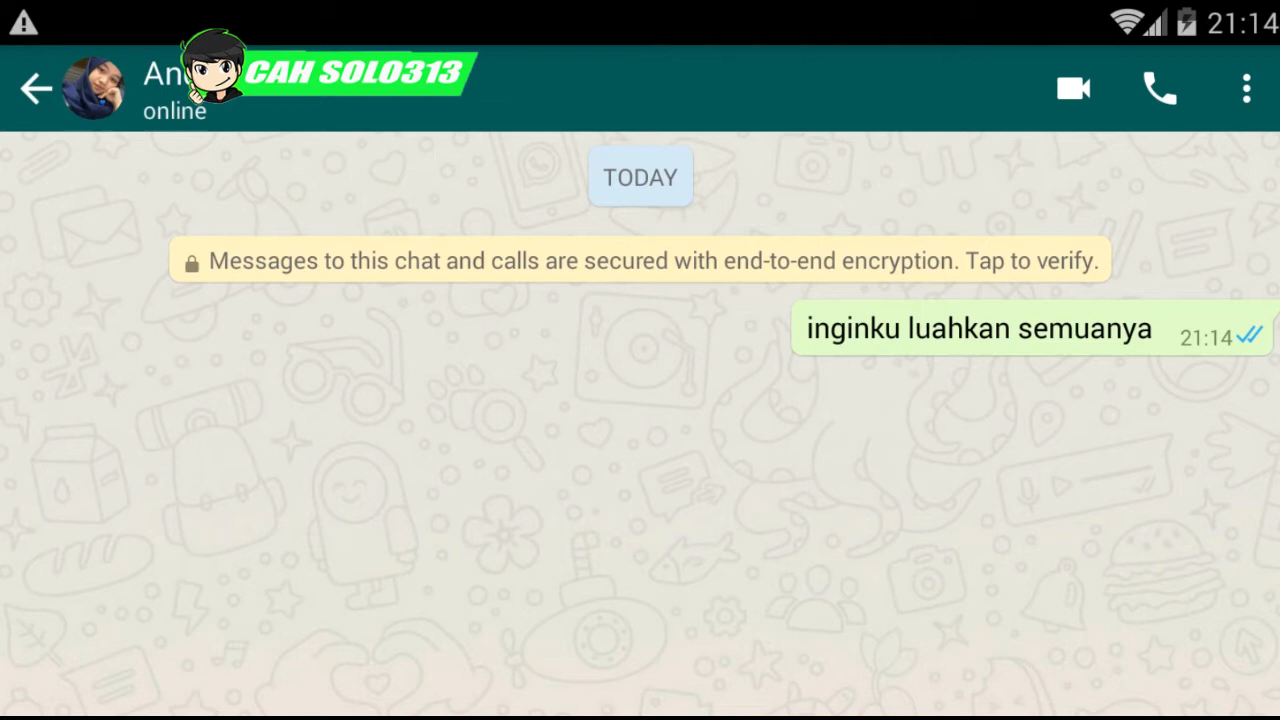 21:14
An
CAH SOLO313
online
TODAY
Messages to this chat and calls are secured with end-to-end encryption. Tap to verify.
inginku luahkan semuanya
21:14